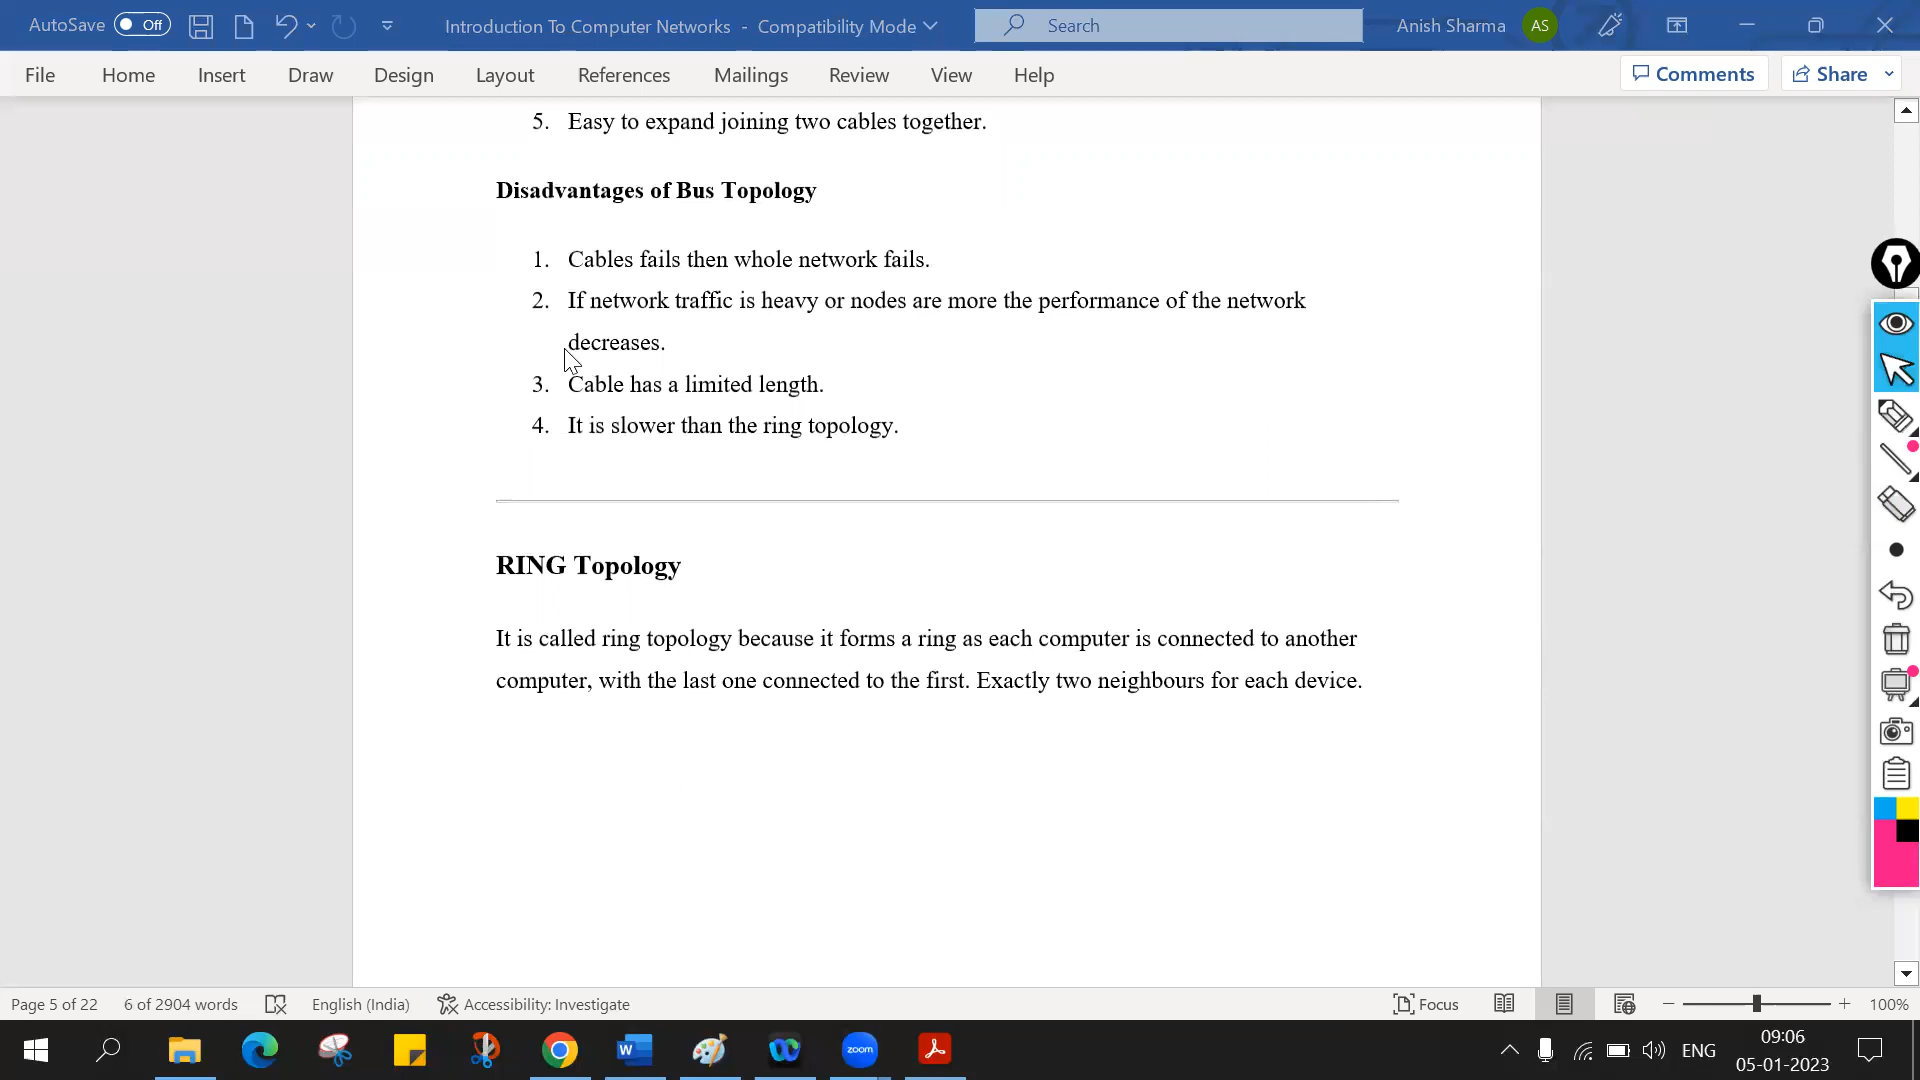 AutoSave Off Introduction To Computer Networks - Compatibility Mode Search Anish Sharma AS
File Home Insert Draw Design Layout References Mailings Review View Help Comments Share
5. Easy to expand joining two cables together.
Disadvantages of Bus Topology
1. Cables fails then whole network fails.
2. If network traffic is heavy or nodes are more the performance of the network
decreases.
3. Cable has a limited length.
4. It is slower than the ring topology.
RING Topology
It is called ring topology because it forms a ring as each computer is connected to another
computer, with the last one connected to the first. Exactly two neighbours for each device.
Page 5 of 22 6 of 2904 words English (India) Accessibility: Investigate Focus 100%
W zoom ENG 09:06
05-01-2023